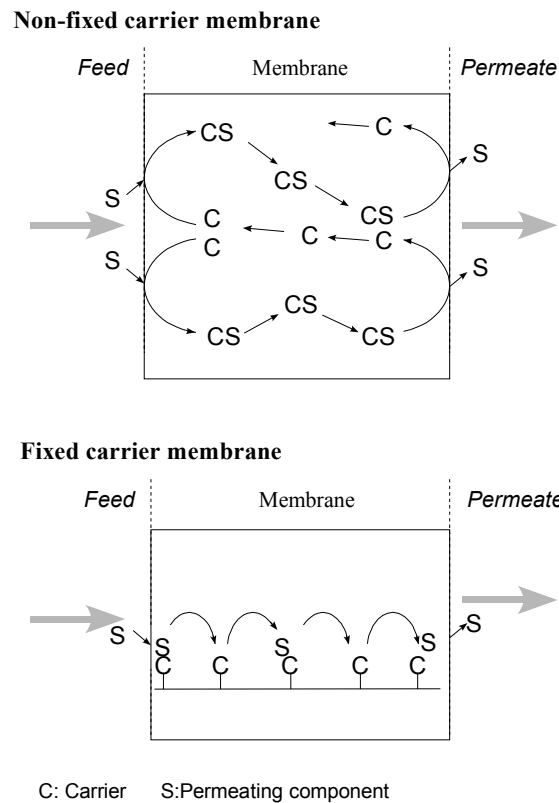 Non-fixed carrier membrane
Feed Membrane Permeate
CS C
S
CS
S CS
C
C C C
S S
CS
CS CS
Fixed carrier membrane
Feed Membrane Permeate
S S S S S
C C C C C
C: Carrier S:Permeating component